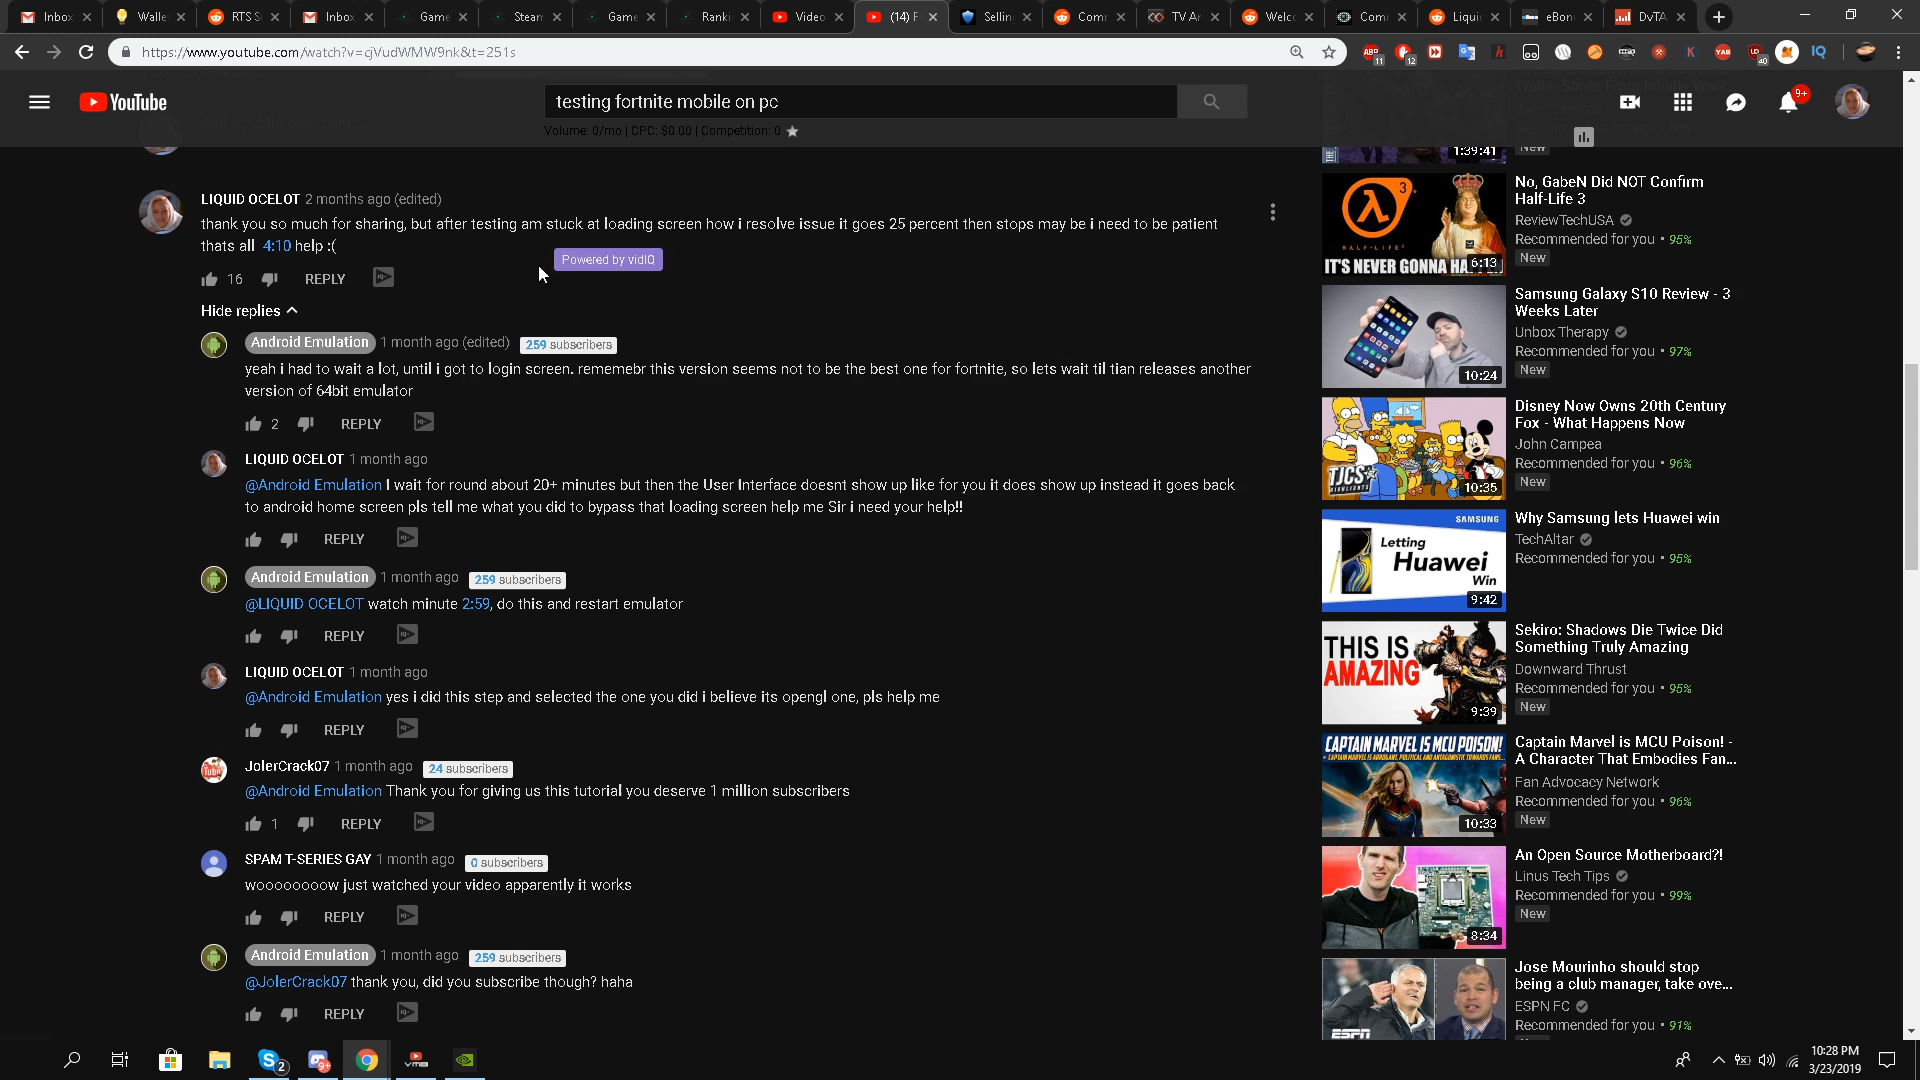 Inbox
Walle
RTS S
Inbox
Game
Steam
Game
Ranki
Video
(14) F
Sellin
Comr
TV Ar
Welc
Com
Liqui
eBon
DvTA
https://www.youtube.com/watch?v=cjVudWMW9nk&t=251s
YouTube
testing fortnite mobile on pc
9+
Volume: 0/mo | CPC: $0.00 | Competition: 0
LIQUID OCELOT 2 months ago (edited)
thank you so much for sharing, but after testing am stuck at loading screen how i resolve issue it goes 25 percent then stops may be i need to be patient
thats all 4:10 help :(
Powered by vidIQ
16 REPLY
Hide replies
Android Emulation 1 month ago (edited) 259 subscribers
yeah i had to wait a lot, until i got to login screen. rememebr this version seems not to be the best one for fortnite, so lets wait til tian releases another
version of 64bit emulator
2 REPLY
LIQUID OCELOT 1 month ago
@Android Emulation I wait for round about 20+ minutes but then the User Interface doesnt show up like for you it does show up instead it goes back
to android home screen pls tell me what you did to bypass that loading screen help me Sir i need your help!!
REPLY
Android Emulation 1 month ago 259 subscribers
@LIQUID OCELOT watch minute 2:59, do this and restart emulator
REPLY
LIQUID OCELOT 1 month ago
@Android Emulation yes i did this step and selected the one you did i believe its opengl one, pls help me
REPLY
JolerCrack07 1 month ago 24 subscribers
@Android Emulation Thank you for giving us this tutorial you deserve 1 million subscribers
1 REPLY
SPAM T-SERIES GAY 1 month ago 0 subscribers
woooooooow just watched your video apparently it works
REPLY
Android Emulation 1 month ago 259 subscribers
@JolerCrack07 thank you, did you subscribe though? haha
REPLY
1:39:41
New
HALF-LIFE
3
IT'S NEVER GONNA
6:13
No, GabeN Did NOT Confirm
Half-Life 3
ReviewTechUSA
Recommended for you • 95%
New
10:24
Samsung Galaxy S10 Review - 3
Weeks Later
Unbox Therapy
Recommended for you • 97%
New
TJCS
10:35
Disney Now Owns 20th Century
Fox - What Happens Now
John Campea
Recommended for you • 96%
New
SAMSUNG
Letting
Huawei
Win
9:42
Why Samsung lets Huawei win
TechAltar
Recommended for you • 95%
THIS IS
AMAZING
9:39
Sekiro: Shadows Die Twice Did
Something Truly Amazing
Downward Thrust
Recommended for you • 95%
New
CAPTAIN MARVEL IS MCU POISON!
10:33
Captain Marvel is MCU Poison! -
A Character That Embodies Fan...
Fan Advocacy Network
Recommended for you • 96%
New
8:34
An Open Source Motherboard?!
Linus Tech Tips
Recommended for you • 99%
New
ESPN
Jose Mourinho should stop
being a club manager, take ove...
ESPN FC
Recommended for you • 91%
10:28 PM
3/23/2019